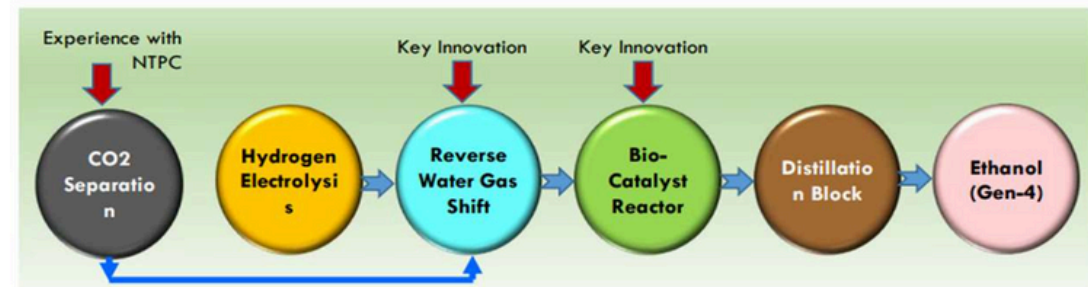 Experience with
NTPC
Key Innovation
Key Innovation
CO2
Separatio
n
Hydrogen
Electrolysi
s
Reverse
Water Gas
Shift
Bio-
Catalyst
Reactor
Distillatio
n Block
Ethanol
(Gen-4)